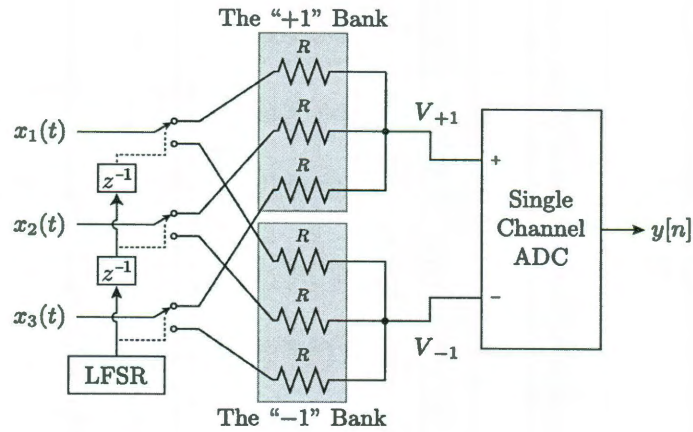 The “+1” Bank
R
R
R
x₁(t)
z⁻¹
x₂(t)
z⁻¹
x₃(t)
LFSR
R
R
R
The “−1” Bank
V₊₁
V₋₁
+
Single
Channel
ADC
−
y[n]